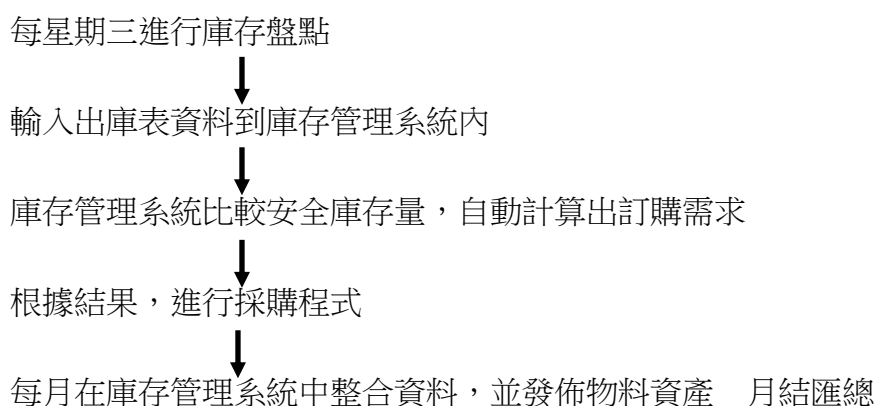 每星期三進行庫存盤點
輸入出庫表資料到庫存管理系統內
庫存管理系統比較安全庫存量，自動計算出訂購需求
根據結果，進行採購程式
每月在庫存管理系統中整合資料，並發佈物料資產　月結匯總